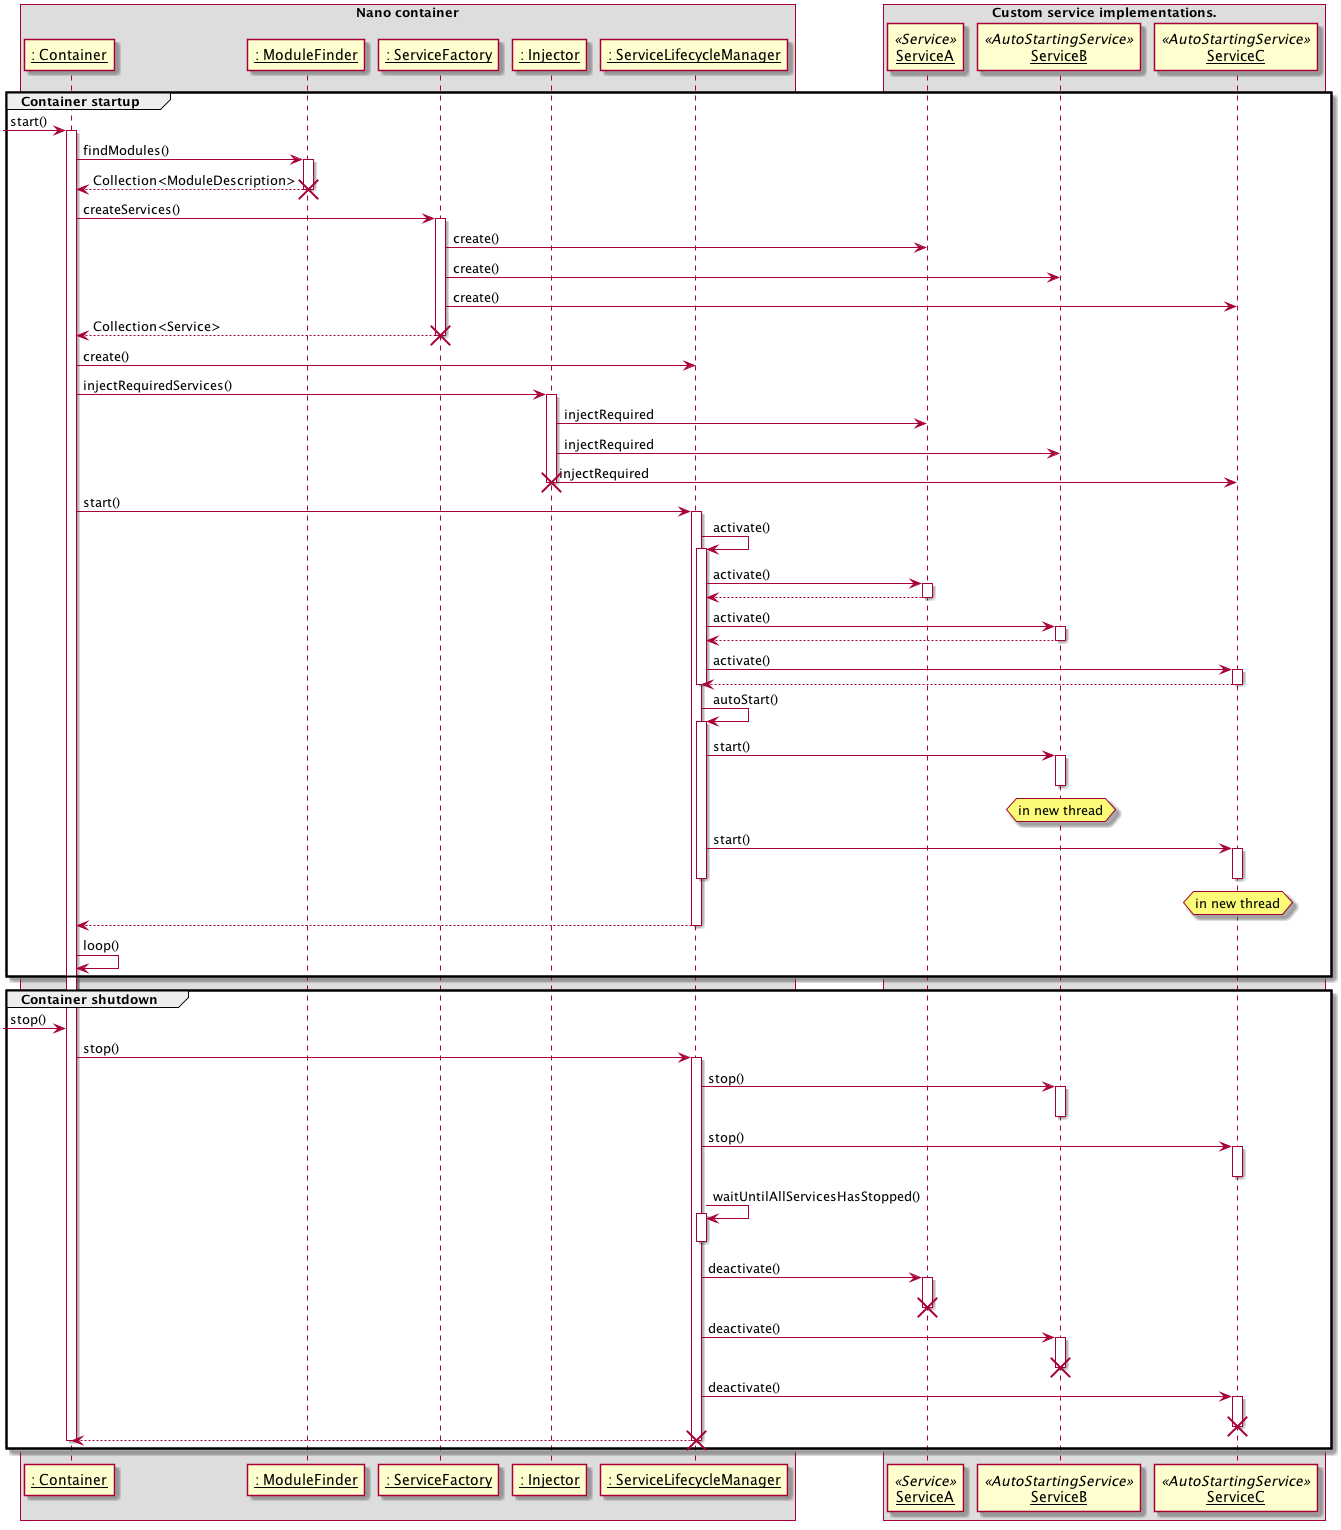 Nano container
Custom service implementations.
: Container
: ModuleFinder
: ServiceFactory
: Injector
: ServiceLifecycleManager
«Service»
ServiceA
«AutoStartingService»
ServiceB
«AutoStartingService»
ServiceC
Container startup
start()
findModules()
Collection<ModuleDescription>
createServices()
create()
create()
create()
Collection<Service>
create()
injectRequiredServices()
injectRequired
injectRequired
injectRequired
start()
activate()
activate()
activate()
activate()
autoStart()
start()
in new thread
start()
in new thread
loop()
Container shutdown
stop()
stop()
stop()
stop()
waitUntilAllServicesHasStopped()
deactivate()
deactivate()
deactivate()
: Container
: ModuleFinder
: ServiceFactory
: Injector
: ServiceLifecycleManager
«Service»
ServiceA
«AutoStartingService»
ServiceB
«AutoStartingService»
ServiceC